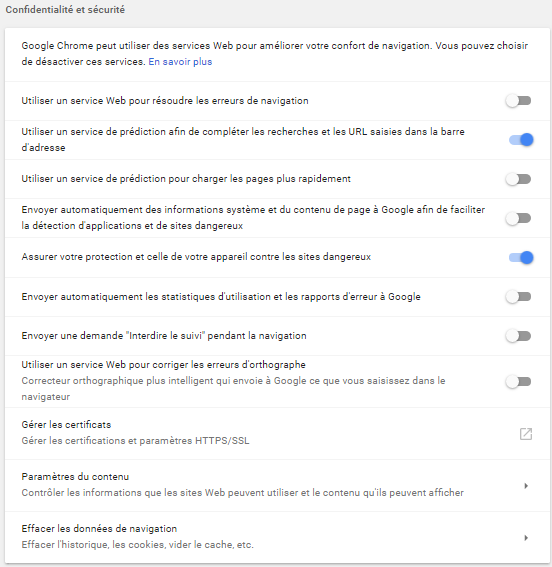 Confidentialité et sécurité
Google Chrome peut utiliser des services Web pour améliorer votre confort de navigation. Vous pouvez choisir
de désactiver ces services. En savoir plus
Utiliser un service Web pour résoudre les erreurs de navigation
Utiliser un service de prédiction afin de compléter les recherches et les URL saisies dans la barre
d'adresse
Utiliser un service de prédiction pour charger les pages plus rapidement
Envoyer automatiquement des informations système et du contenu de page à Google afin de faciliter
la détection d'applications et de sites dangereux
Assurer votre protection et celle de votre appareil contre les sites dangereux
Envoyer automatiquement les statistiques d'utilisation et les rapports d'erreur à Google
Envoyer une demande "Interdire le suivi" pendant la navigation
Utiliser un service Web pour corriger les erreurs d'orthographe
Correcteur orthographique plus intelligent qui envoie à Google ce que vous saisissez dans le
navigateur
Gérer les certificats
Gérer les certifications et paramètres HTTPS/SSL
Paramètres du contenu
Contrôler les informations que les sites Web peuvent utiliser et le contenu qu'ils peuvent afficher
Effacer les données de navigation
Effacer l'historique, les cookies, vider le cache, etc.